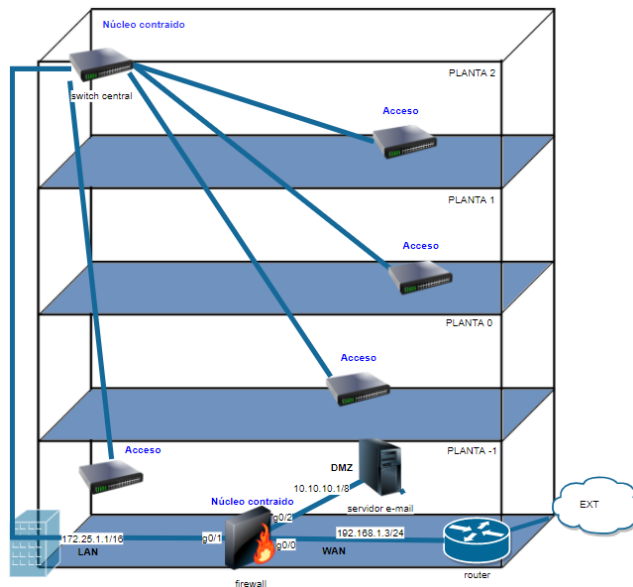 Núcleo contraido
PLANTA 2
switch central
Acceso
PLANTA 1
Acceso
PLANTA 0
Acceso
PLANTA -1
Acceso
DMZ
10.10.10.1/8
servidor e-mail
Núcleo contraido
EXT
g0/2
172.25.1.1/16
g0/1
192.168.1.3/24
g0/0
LAN
WAN
router
firewall